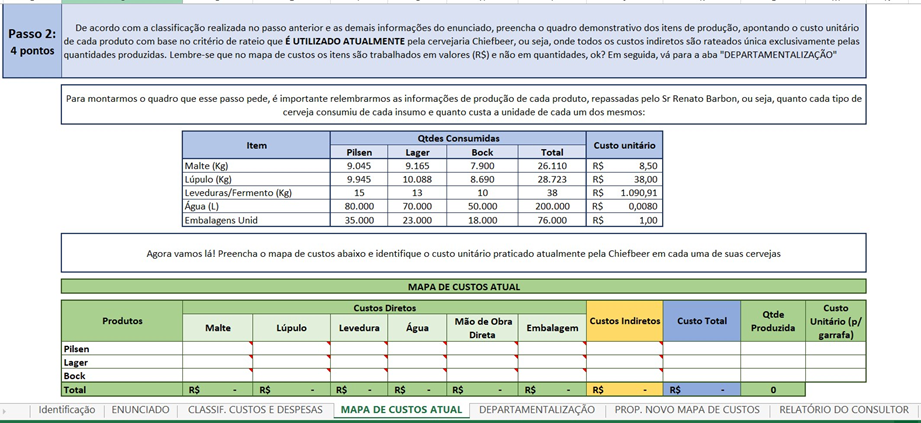 Passo 2:
4 pontos
De acordo com a classificação realizada no passo anterior e as demais informações do enunciado, preencha o quadro demonstrativo dos itens de produção, apontando o custo unitário
de cada produto com base no critério de rateio que É UTILIZADO ATUALMENTE pela cervejaria Chiefbeer, ou seja, onde todos os custos indiretos são rateados única exclusivamente pelas
quantidades produzidas. Lembre-se que no mapa de custos os itens são trabalhados em valores (R$) e não em quantidades, ok? Em seguida, vá para a aba "DEPARTAMENTALIZAÇÃO"
Para montarmos o quadro que esse passo pede, é importante relembrarmos as informações de produção de cada produto, repassadas pelo Sr Renato Barbon, ou seja, quanto cada tipo de
cerveja consumiu de cada insumo e quanto custa a unidade de cada um dos mesmos:
Item Qtdes Consumidas Custo unitário
Pilsen Lager Bock Total
Malte (Kg) 9.045 9.165 7.900 26.110 R$ 8,50
Lúpulo (Kg) 9.945 10.088 8.690 28.723 R$ 38,00
Leveduras/Fermento (Kg) 15 13 10 38 R$ 1.090,91
Água (L) 80.000 70.000 50.000 200.000 R$ 0,0080
Embalagens Unid 35.000 23.000 18.000 76.000 R$ 1,00
Agora vamos lá! Preencha o mapa de custos abaixo e identifique o custo unitário praticado atualmente pela Chiefbeer em cada uma de suas cervejas
MAPA DE CUSTOS ATUAL
Produtos Custos Diretos Custos Indiretos Custo Total Qtde Produzida Custo Unitário (p/ garrafa)
Malte Lúpulo Levedura Água Mão de Obra Direta Embalagem
Pilsen
Lager
Bock
Total R$ - R$ - R$ - R$ - R$ - R$ - R$ - R$ - 0
Identificação ENUNCIADO CLASSIF. CUSTOS E DESPESAS MAPA DE CUSTOS ATUAL DEPARTAMENTALIZAÇÃO PROP. NOVO MAPA DE CUSTOS RELATÓRIO DO CONSULTOR